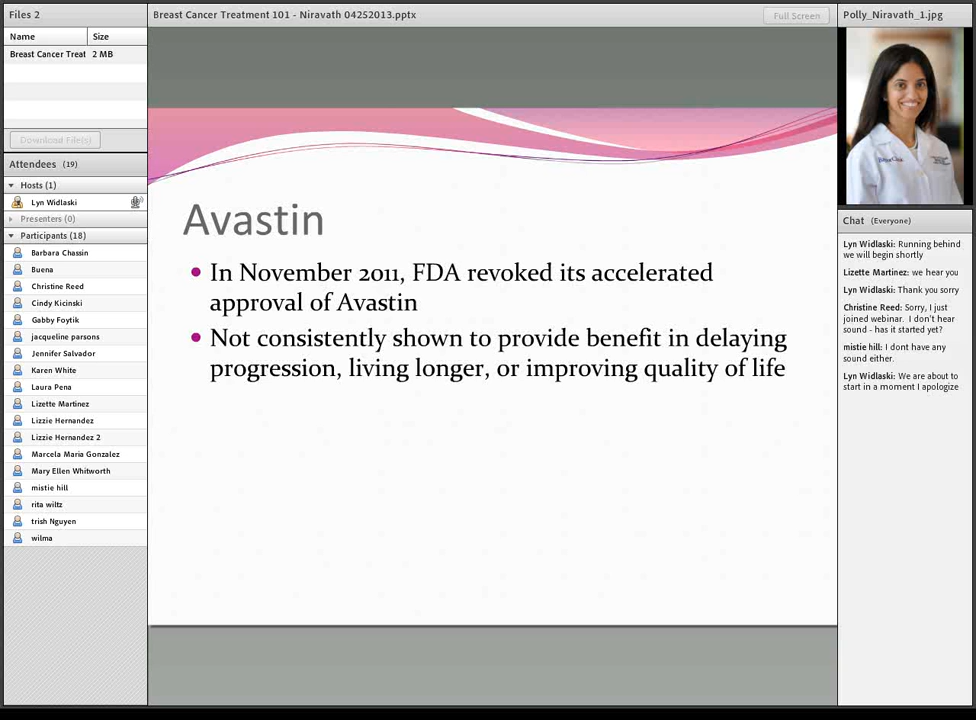 Files 2
Name Size
Breast Cancer Treat 2 MB
Download File(s)
Attendees (19)
Hosts (1)
Lyn Widlaski
Presenters (0)
Participants (18)
Barbara Chassin
Buena
Christine Reed
Cindy Kicinski
Gabby Foytik
jacqueline parsons
Jennifer Salvador
Karen White
Laura Pena
Lizette Martinez
Lizzie Hernandez
Lizzie Hernandez 2
Marcela Maria Gonzalez
Mary Ellen Whitworth
mistie hill
rita wiltz
trish Nguyen
wilma
Breast Cancer Treatment 101 - Niravath 04252013.pptx
Full Screen
Avastin
• In November 2011, FDA revoked its accelerated
approval of Avastin
• Not consistently shown to provide benefit in delaying
progression, living longer, or improving quality of life
Polly_Niravath_1.jpg
Chat (Everyone)
Lyn Widlaski: Running behind
we will begin shortly
Lizette Martinez: we hear you
Lyn Widlaski: Thank you sorry
Christine Reed: Sorry, I just
joined webinar. I don't hear
sound - has it started yet?
mistie hill: I dont have any
sound either.
Lyn Widlaski: We are about to
start in a moment I apologize